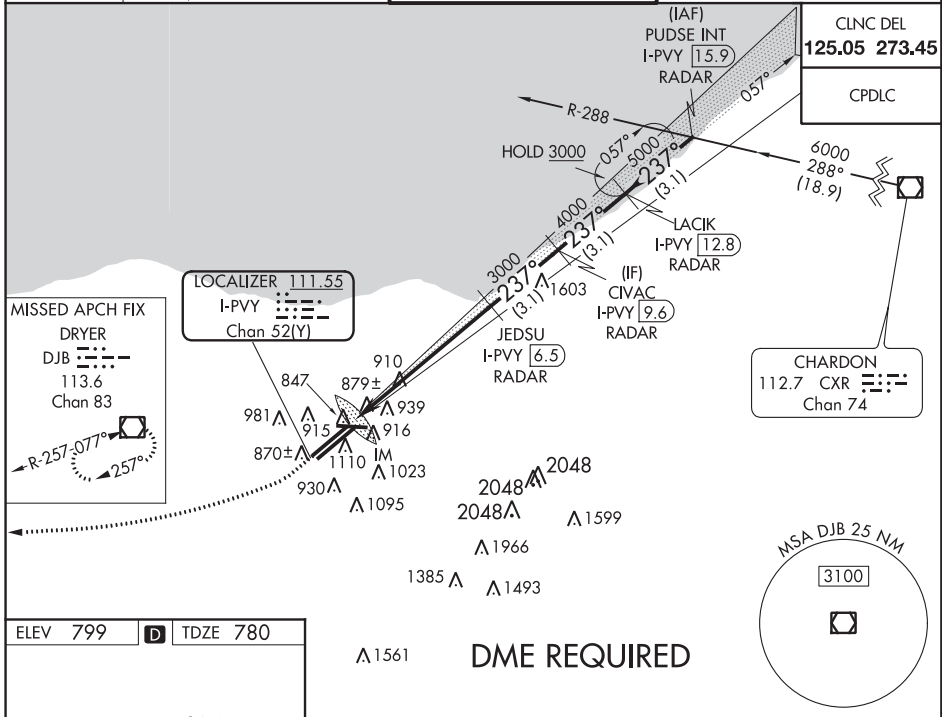 (IAF)
PUDSE INT
I-PVY 15.9
RADAR
CLNC DEL
125.05 273.45
CPDLC
057°
R-288
HOLD 3000
057°
5000
237°
(3.1)
6000
288°
(18.9)
4000
237°
(3.1)
LACIK
I-PVY 12.8
RADAR
3000
237°
(3.1)
1603
(IF)
CIVAC
I-PVY 9.6
RADAR
LOCALIZER 111.55
I-PVY
Chan 52(Y)
JEDSU
I-PVY 6.5
RADAR
MISSED APCH FIX
DRYER
DJB
113.6
Chan 83
R-257
077°
257°
CHARDON
112.7 CXR
Chan 74
910
847
879±
939
981
915
916
870±
1110
IM
1023
930
1095
2048
2048
2048
1599
1966
1385
1493
1561
MSA DJB 25 NM
3100
ELEV 799 D TDZE 780
DME REQUIRED